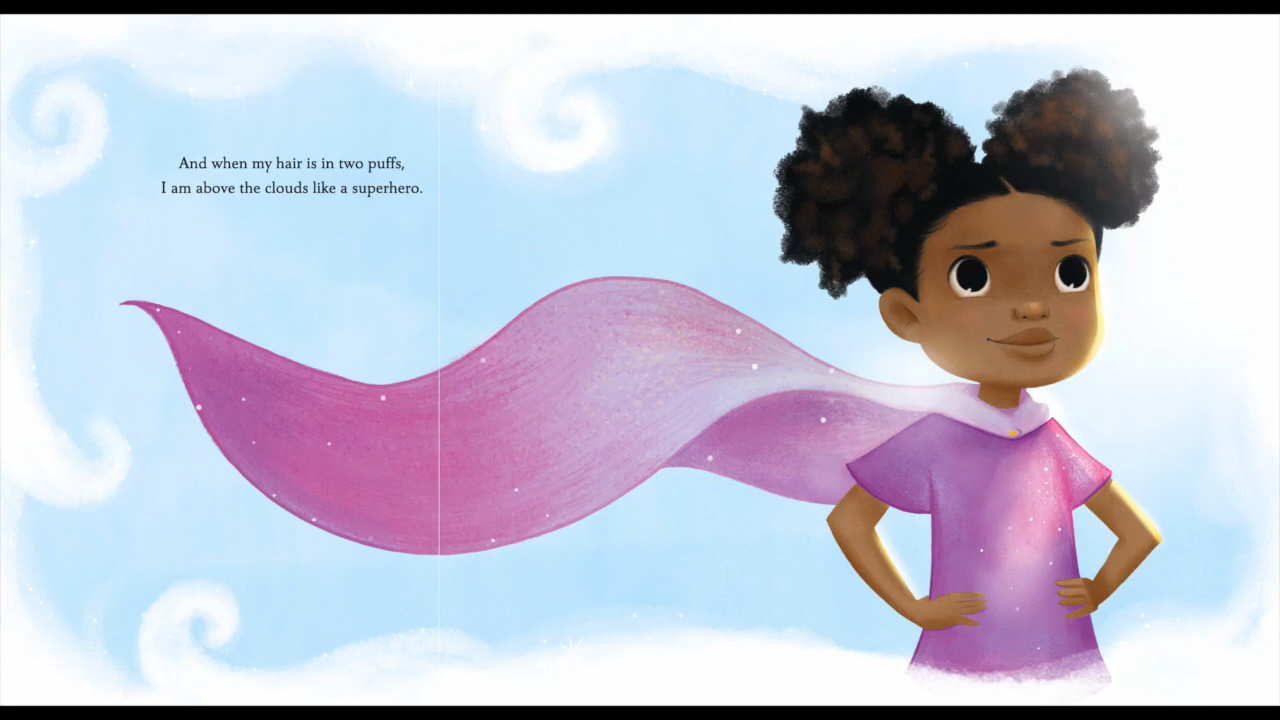 And when my hair is in two puffs,
I am above the clouds like a superhero.